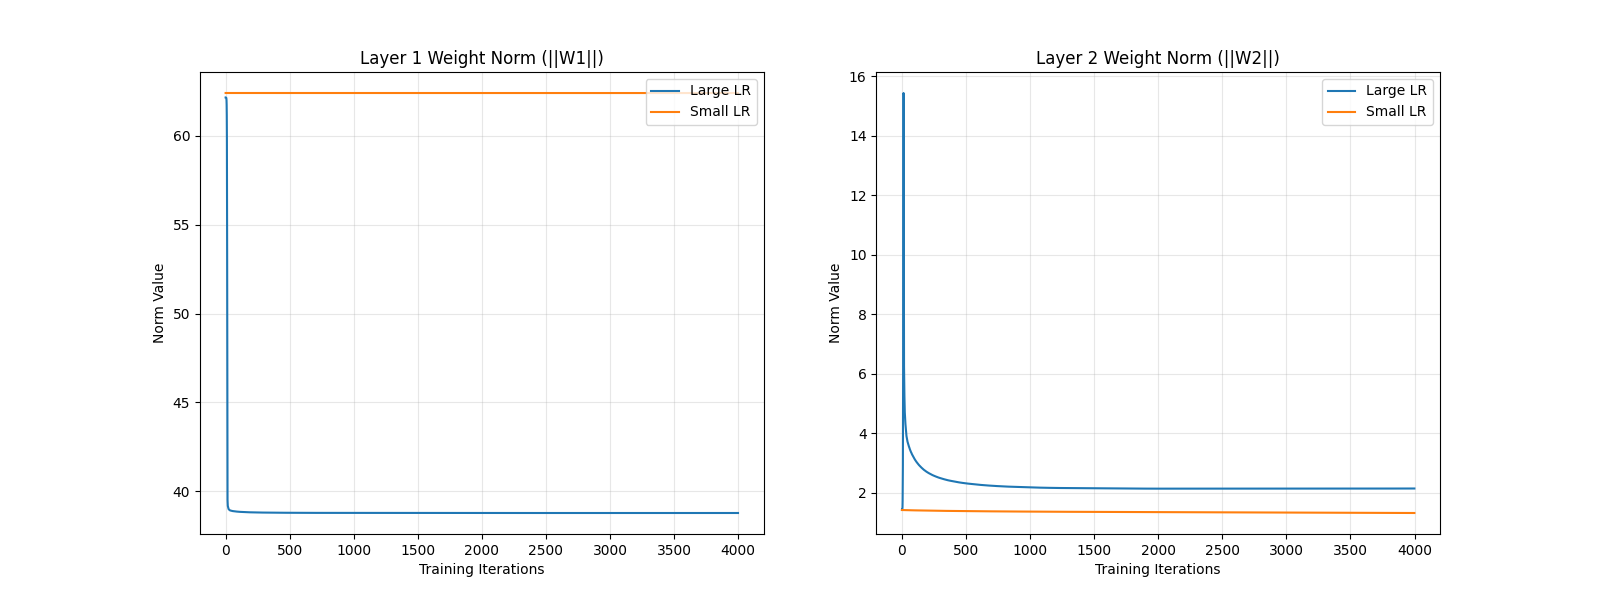 Layer 1 Weight Norm (||W1||)
Large LR
Small LR
60
55
50
45
40
Norm Value
0 500 1000 1500 2000 2500 3000 3500 4000
Training Iterations
Layer 2 Weight Norm (||W2||)
Large LR
Small LR
16
14
12
10
8
6
4
2
Norm Value
0 500 1000 1500 2000 2500 3000 3500 4000
Training Iterations